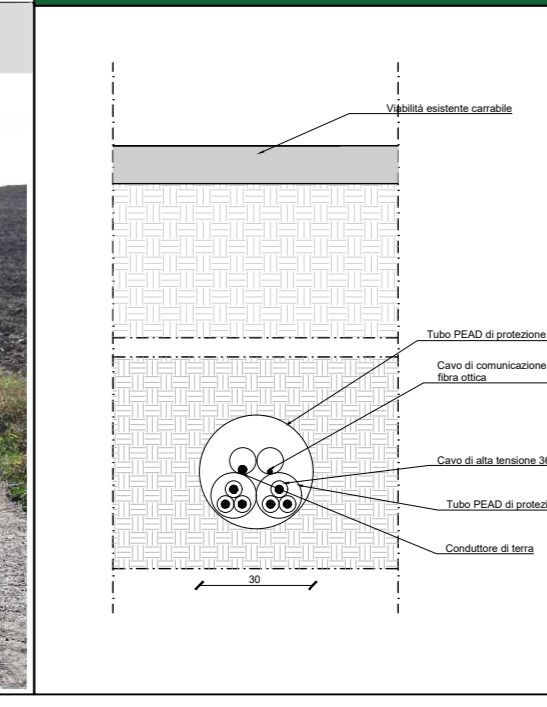 Viabilità esistente carrabile
Tubo PEAD di protezione
Cavo di comunicazione
fibra ottica
Cavo di alta tensione
Tubo PEAD di
Conduttore di terra
30